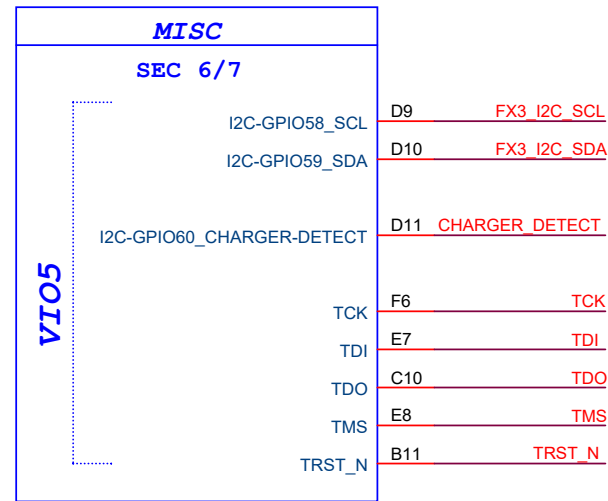 MISC
SEC 6/7
VIO5
I2C-GPIO58_SCL D9 FX3_I2C_SCL
I2C-GPIO59_SDA D10 FX3_I2C_SDA
I2C-GPIO60_CHARGER-DETECT D11 CHARGER_DETECT
TCK F6 TCK
TDI E7 TDI
TDO C10 TDO
TMS E8 TMS
TRST_N B11 TRST_N